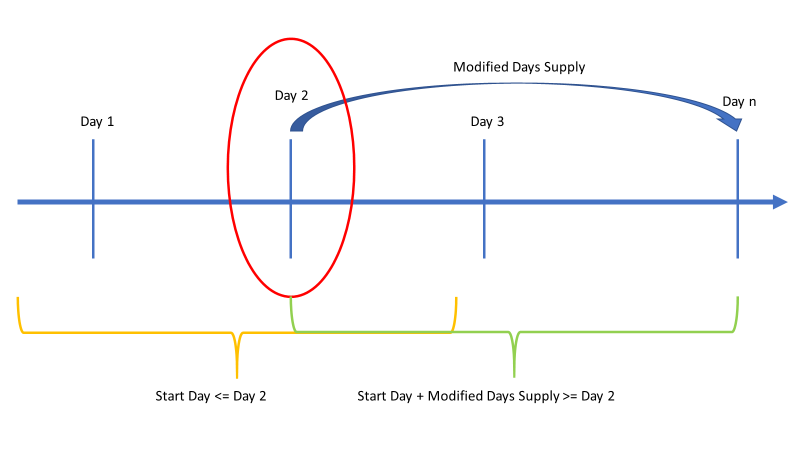 Modified Days Supply
Day 2
Day n
Day 1
Day 3
Start Day <= Day 2
Start Day + Modified Days Supply >= Day 2